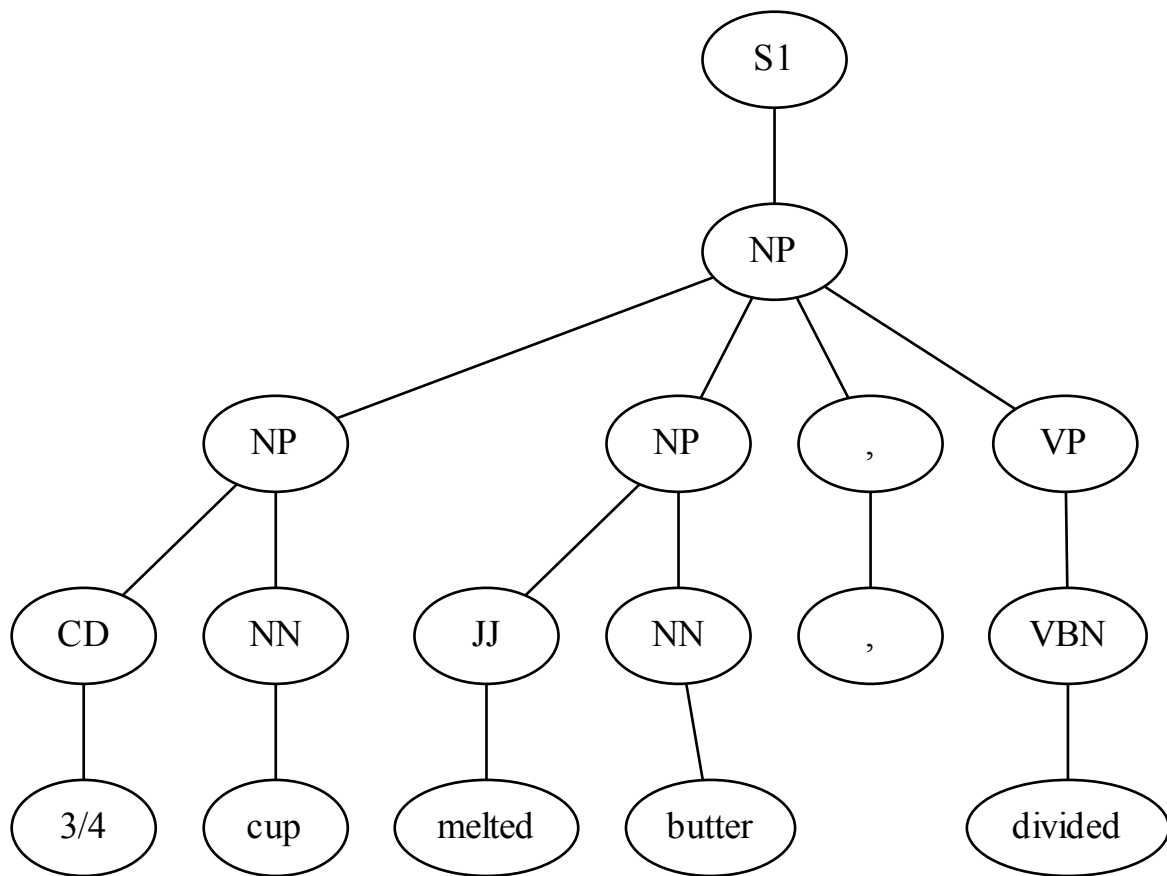 S1
NP
NP NP , VP
CD NN JJ NN , VBN
3/4 cup melted butter divided